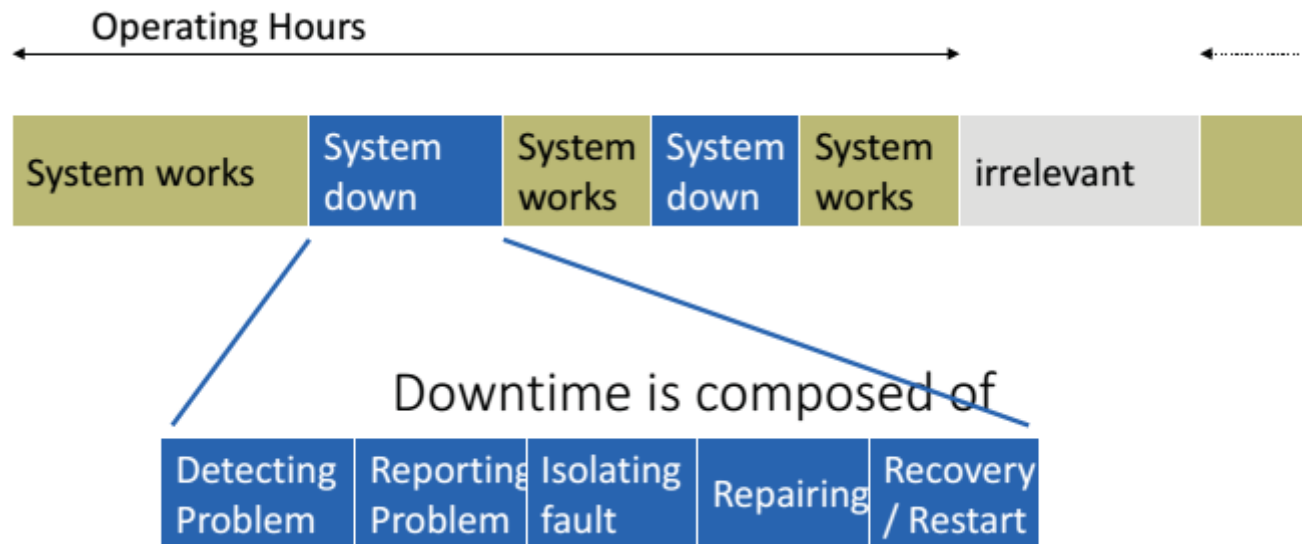 Operating Hours
System works
System
down
System
works
System
down
System
works
irrelevant
Downtime is composed of
Detecting
Problem
Reporting
Problem
Isolating
fault
Repairing
Recovery
/ Restart